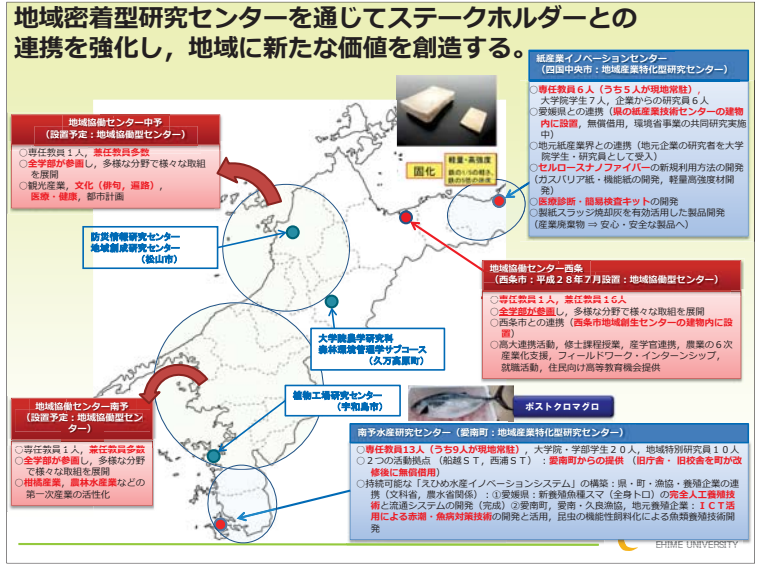 地域密着型研究センターを通じてステークホルダーとの
連携を強化し，地域に新たな価値を創造する。
紙産業イノベーションセンター
（四国中央市：地域産業特化型研究センター）
○専任教員６人（うち５人が現地常駐），
大学院学生７人，企業からの研究員６人
○愛媛県との連携（県の紙産業技術センターの建物
内に設置，無償借用，環境省事業の共同研究実施
中）
○地元紙産業界との連携（地元企業の研究者を大学
院学生・研究員として受入）
○セルロースナノファイバーの新規利用方法の開発
（ガスバリア紙・機能紙の開発，軽量高強度材開
発）
○医療診断・簡易検査キットの開発
○製紙スラッジ焼却灰を有効活用した製品開発
（産業廃棄物 ⇒ 安心・安全な製品へ）
固化
軽量・高強度
鉄の1/5の軽さ、
鉄の5倍の強度
地域協働センター中予
（設置予定：地域協働型センター）
○専任教員１人，兼任教員多数
○全学部が参画し，多様な分野で様々な取組
を展開
○観光産業，文化（俳句，遍路），
医療・健康，都市計画
防災情報研究センター
地域創成研究センター
（松山市）
地域協働センター西条
（西条市：平成２８年７月設置：地域協働型センター）
○専任教員１人，兼任教員１６人
○全学部が参画し，多様な分野で様々な取組を展開
○西条市との連携（西条市地域創生センターの建物内に設
置）
○高大連携活動，修士課程授業，産学官連携，農業の６次
産業化支援，フィールドワーク・インターンシップ，
就職活動，住民向け高等教育機会提供
大学院農学研究科
森林環境管理学サブコース
（久万高原町）
植物工場研究センター
（宇和島市）
ポストクロマグロ
地域協働センター南予
（設置予定：地域協働型セン
ター）
○専任教員１人，兼任教員多数
○全学部が参画し，多様な分野
で様々な取組を展開
○柑橘産業，農林水産業などの
第一次産業の活性化
南予水産研究センター（愛南町：地域産業特化型研究センター）
○専任教員13人（うち9人が現地常駐），大学院・学部学生２０人，地域特別研究員１０人
○２つの活動拠点（船越ＳＴ，西浦ＳＴ）：愛南町からの提供（旧庁舎・旧校舎を町が改
修後に無償借用）
○持続可能な「えひめ水産イノベーションシステム」の構築：県・町・漁協・養殖企業との連
携（文科省，農水省関係）：①愛媛県：新養殖魚種スマ（全身トロ）の完全人工養殖技
術と流通システムの開発（完成）②愛南町，愛南・久良漁協，地元養殖企業：ＩＣＴ活
用による赤潮・魚病対策技術の開発と活用，昆虫の機能性飼料化による魚類養殖技術開
発
EHIME UNIVERSITY